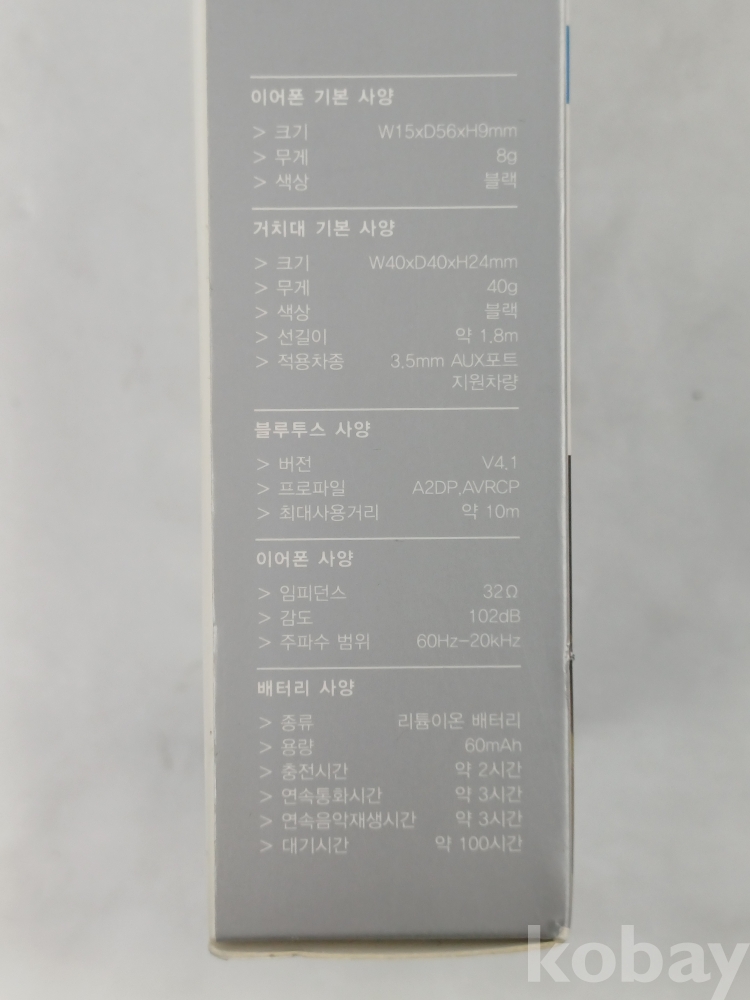 이어폰 기본 사양
> 크기 W15xD56xH9mm
> 무게 8g
> 색상 블랙
거치대 기본 사양
> 크기 W40xD40xH24mm
> 무게 40g
> 색상 블랙
> 선길이 약 1.8m
> 적용차종 3.5mm AUX포트
지원차량
블루투스 사양
> 버전 V4.1
> 프로파일 A2DP,AVRCP
> 최대사용거리 약 10m
이어폰 사양
> 임피던스 32Ω
> 감도 102dB
> 주파수 범위 60Hz-20kHz
배터리 사양
> 종류 리튬이온 배터리
> 용량 60mAh
> 충전시간 약 2시간
> 연속통화시간 약 3시간
> 연속음악재생시간 약 3시간
> 대기시간 약 100시간
kobay